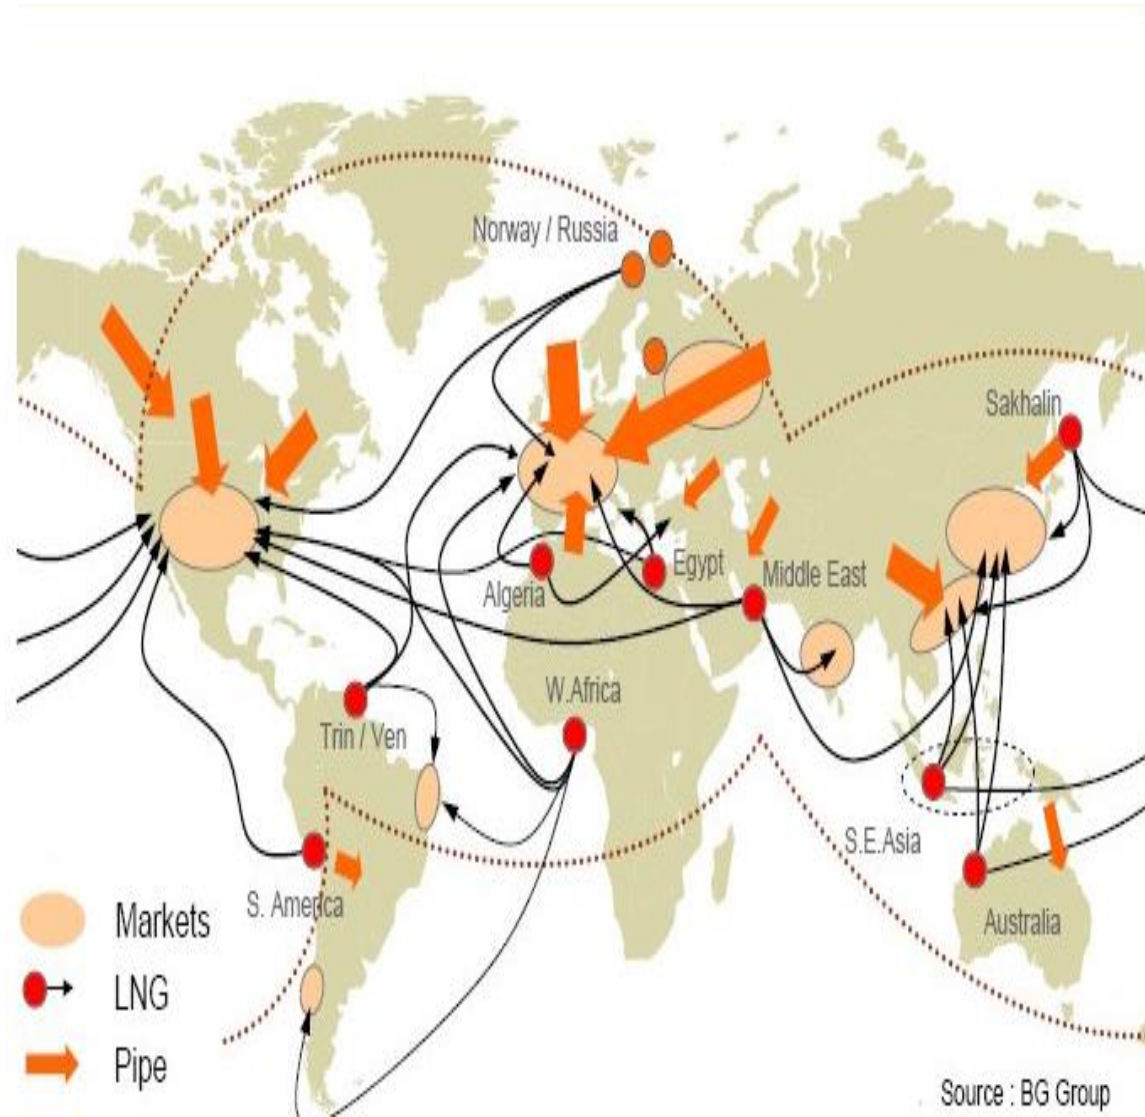 Norway / Russia
Sakhalin
Egypt
Middle East
Algeria
W.Africa
Trin / Ven
S.E.Asia
S. America
Australia
Markets
LNG
Pipe
Source : BG Group